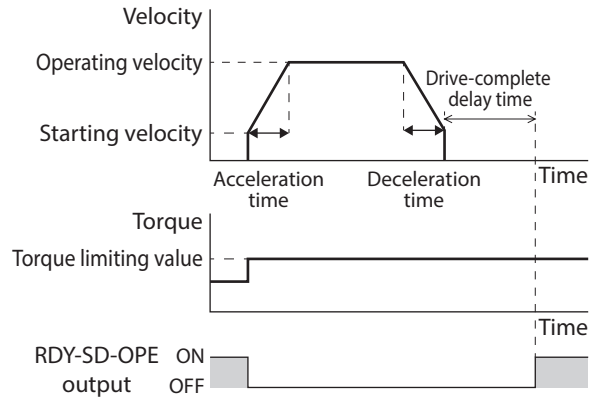 Velocity
Operating velocity
Drive-complete
delay time
Starting velocity
Acceleration
time
Deceleration
time
Time
Torque
Torque limiting value
Time
RDY-SD-OPE
output
ON
OFF